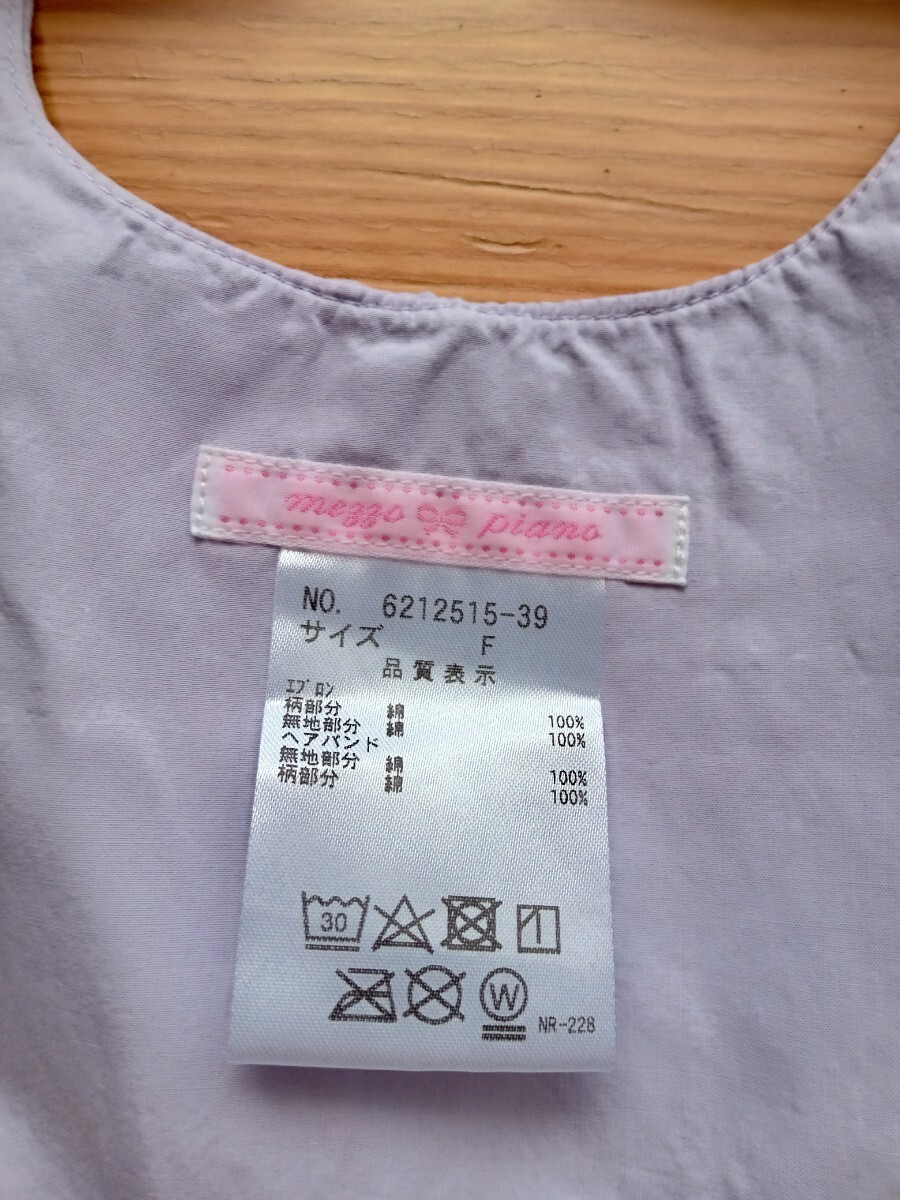 mezzo piano
NO. 6212515-39
サイズ F
品質表示
ｴﾌﾟﾛﾝ
柄部分 綿 100%
無地部分 綿 100%
ヘアバンド
無地部分 綿 100%
柄部分 綿 100%
30
W
NR-228